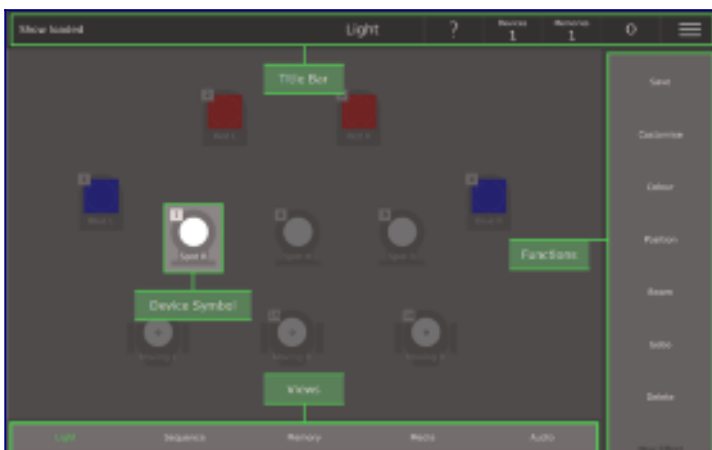 Show loaded Light ? Devices 1 Memories 1
Title Bar
Save
Customise
Colour
Position
Functions
Spot A
Device Symbol
Beam
Gobo
Views
Delete
Light Sequence Memory Media Audio